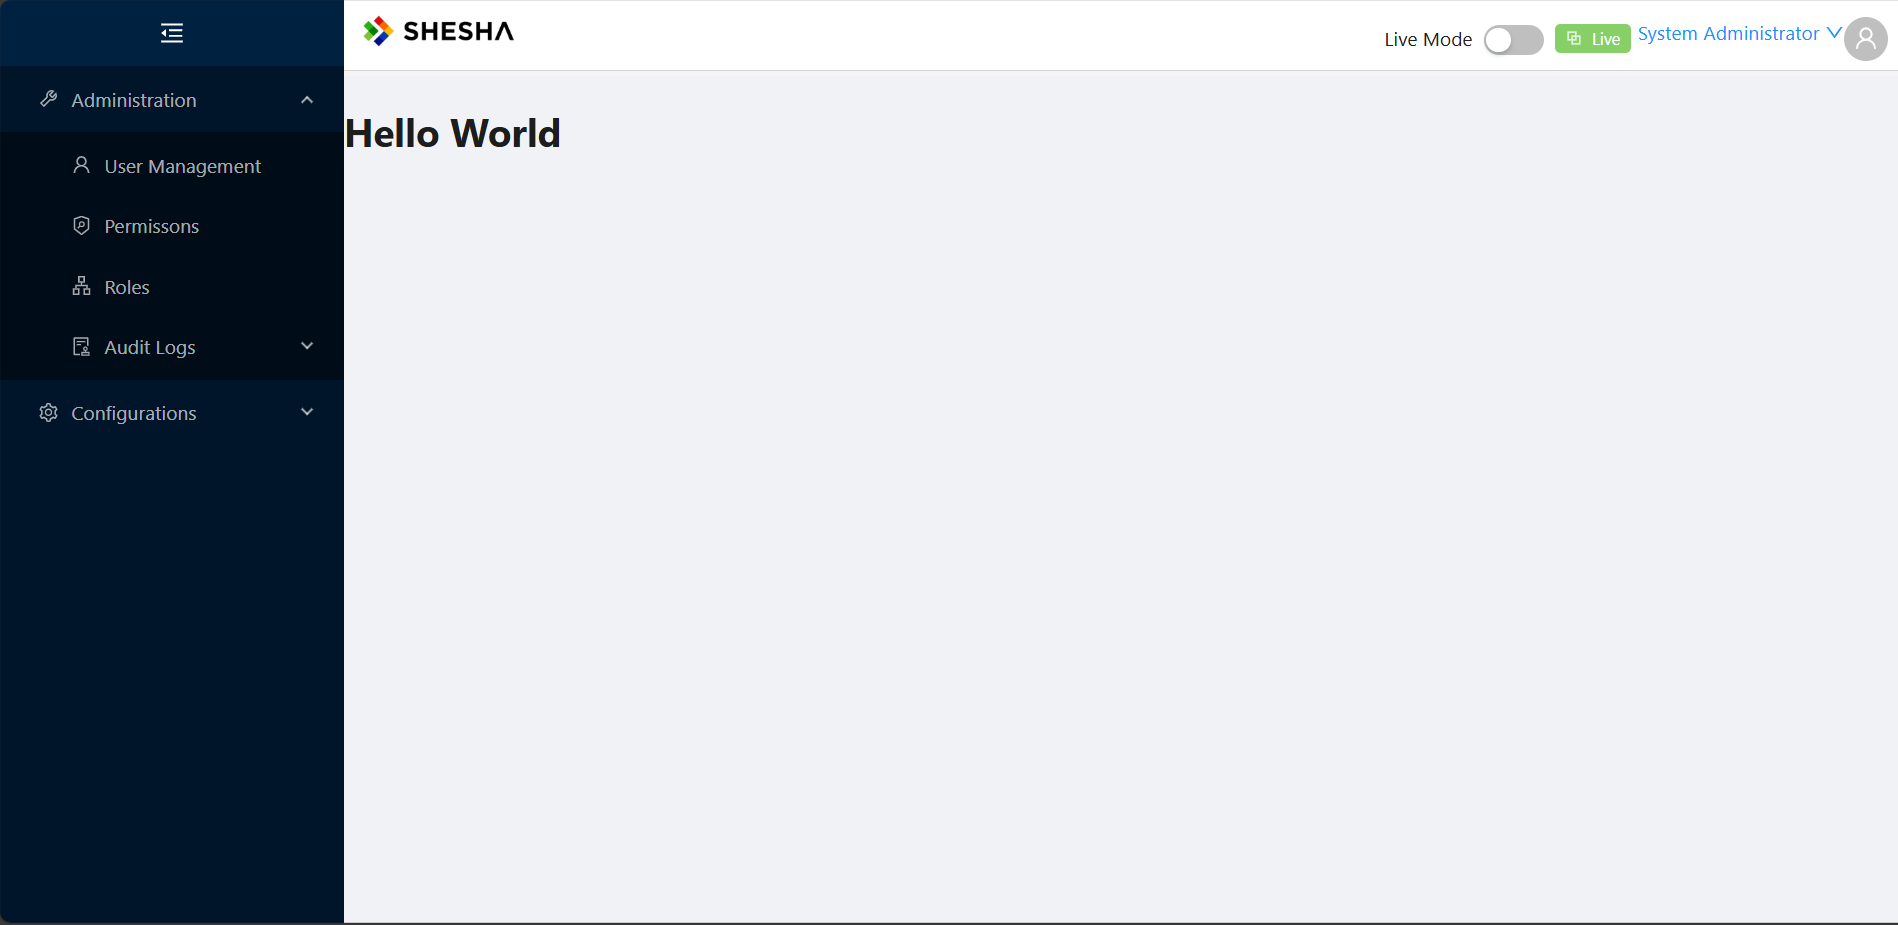 SHESHA
Live Mode
Live
System Administrator
Administration
User Management
Permissons
Roles
Audit Logs
Configurations
Hello World